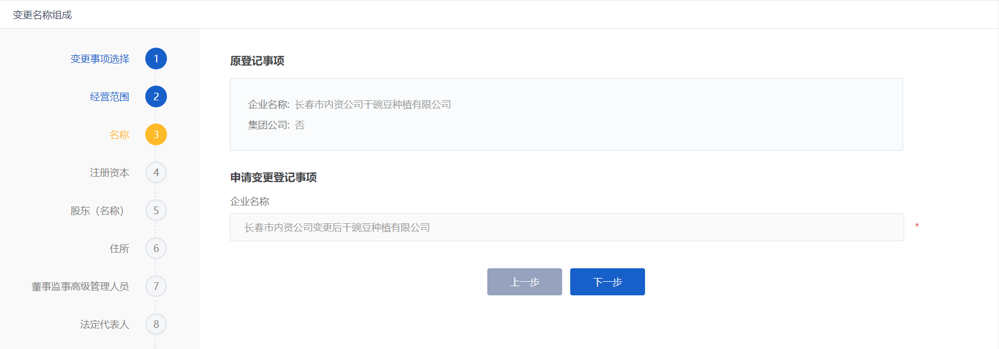 变更名称组成
变更事项选择 1
经营范围 2
名称 3
注册资本 4
股东（名称） 5
住所 6
董事监事高级管理人员 7
法定代表人 8
原登记事项
企业名称: 长春市内资公司干豌豆种植有限公司
集团公司: 否
申请变更登记事项
企业名称
长春市内资公司变更后干豌豆种植有限公司 *
上一步 下一步